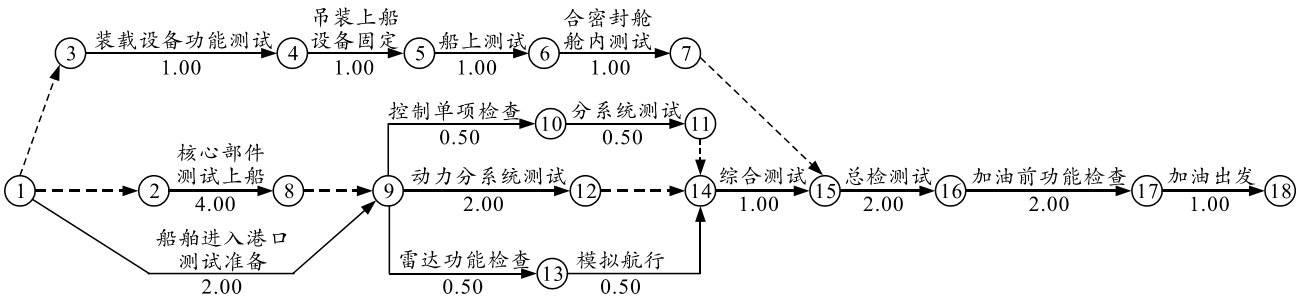 吊装上船
合密封舱
③ 装载设备功能测试 ④ 设备固定 ⑤ 船上测试 ⑥ 舱内测试 ⑦
1.00 1.00 1.00 1.00
控制单项检查 ⑩ 分系统测试 ⑪
0.50 0.50
核心部件
① ② 测试上船 ⑧ ⑨ 动力分系统测试 ⑫ ⑭ 综合测试 ⑮ 总检测试 ⑯ 加油前功能检查 ⑰ 加油出发 ⑱
4.00 2.00 1.00 2.00 2.00 1.00
船舶进入港口
测试准备
2.00
雷达功能检查 ⑬ 模拟航行
0.50 0.50